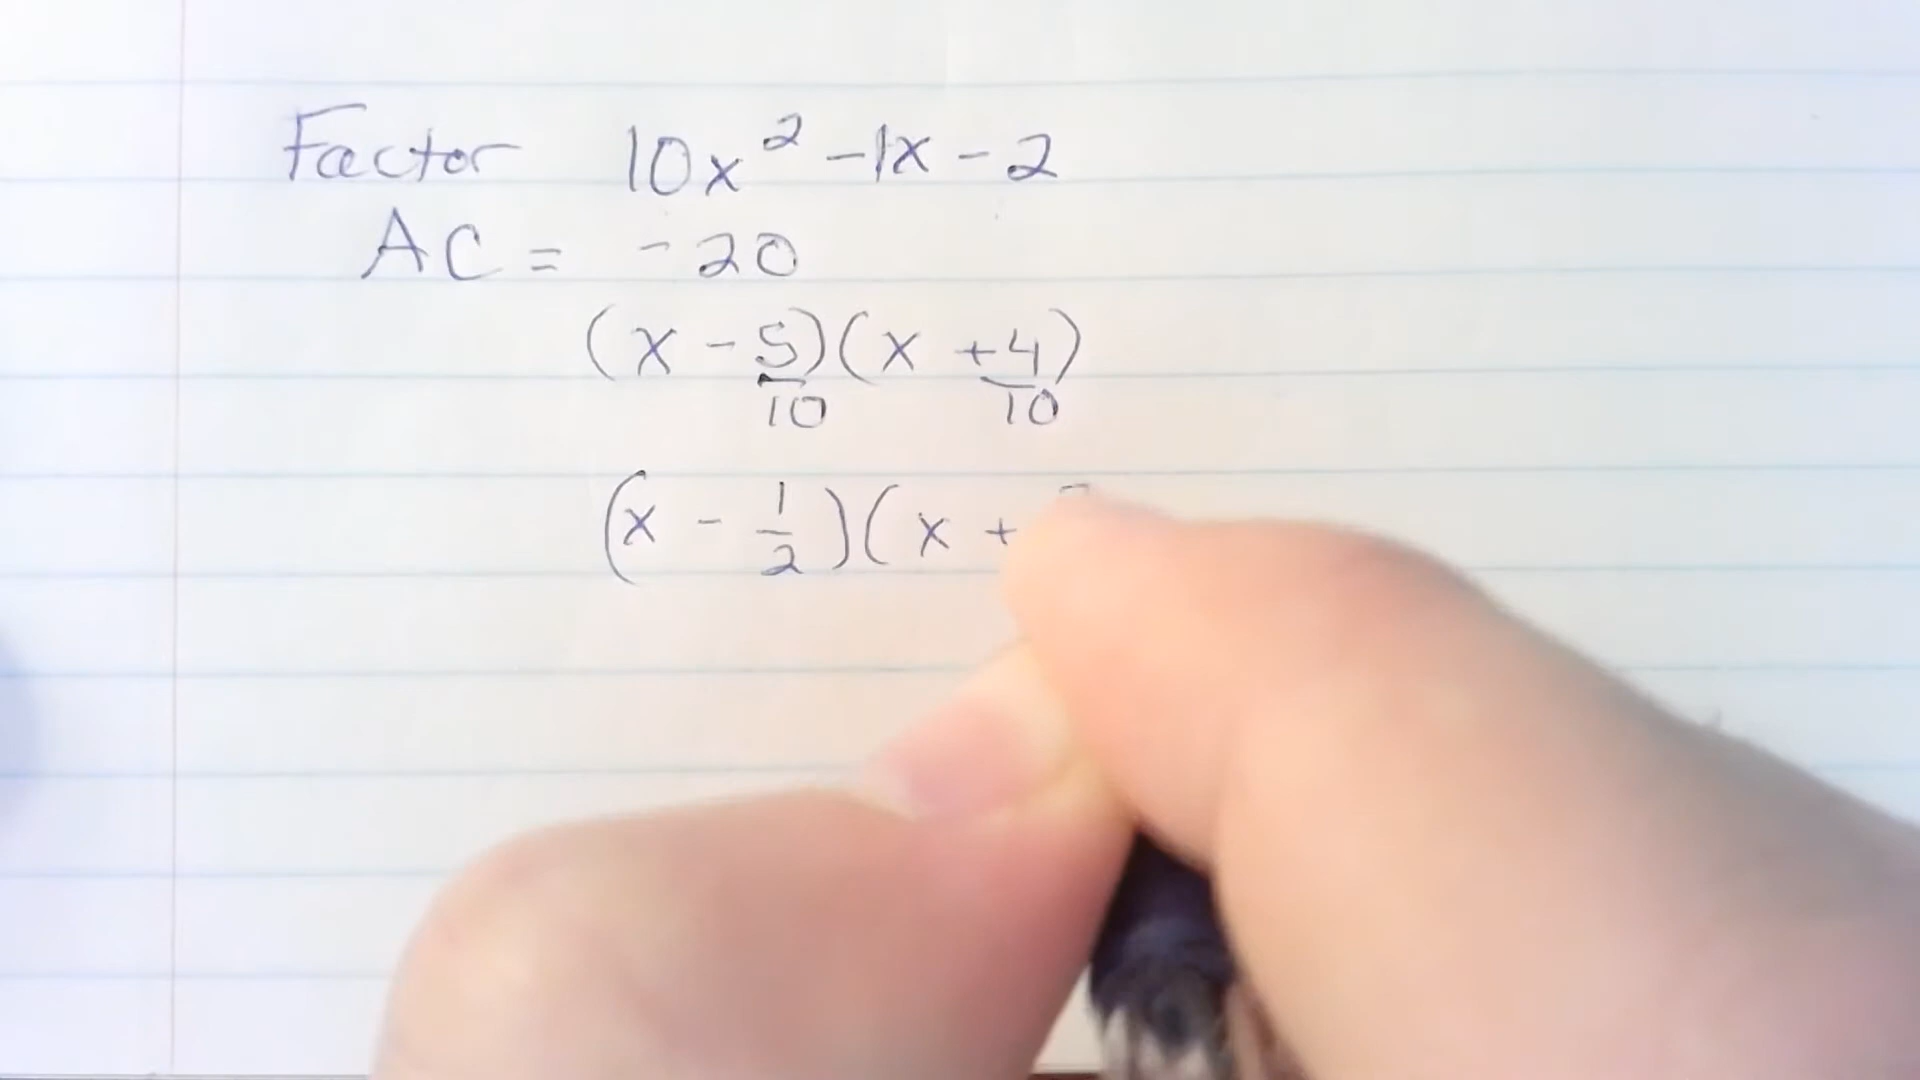 Factor 10x² -1x - 2
AC = -20
(x - 5)(x +4)
10 10
(x - 1/2)(x +